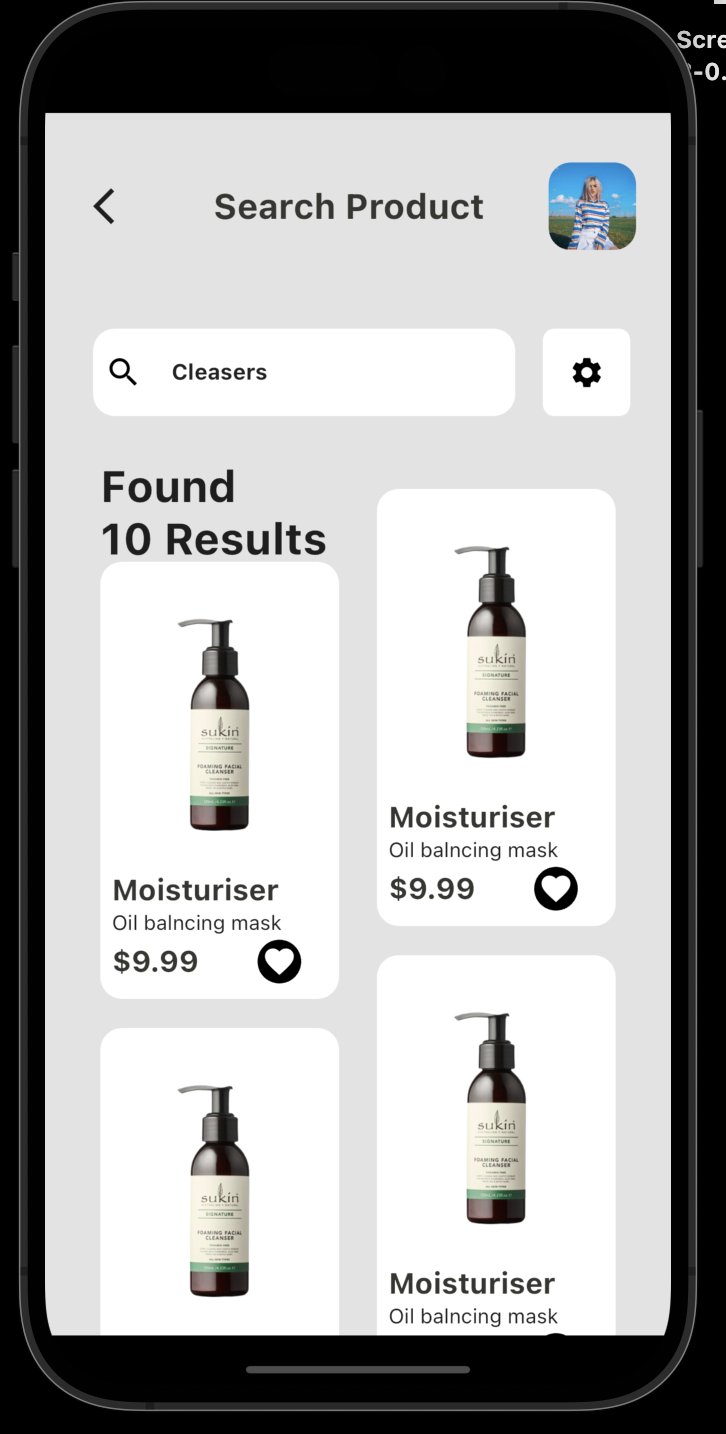 Scre
-0.
Search Product
Cleasers
Found
10 Results
sukin
SIGNATURE
FOAMING FACIAL
CLEANSER
Moisturiser
Oil balncing mask
$9.99
sukin
SIGNATURE
FOAMING FACIAL
CLEANSER
Moisturiser
Oil balncing mask
$9.99
sukin
SIGNATURE
FOAMING FACIAL
CLEANSER
sukin
SIGNATURE
FOAMING FACIAL
CLEANSER
Moisturiser
Oil balncing mask